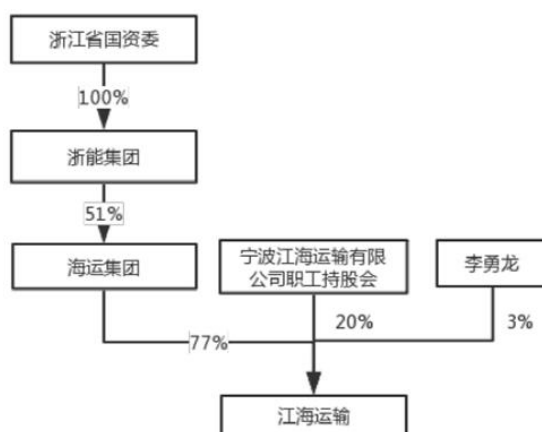 浙江省国资委
100%
浙能集团
51%
海运集团
宁波江海运输有限
公司职工持股会
李勇龙
77%
20%
3%
江海运输